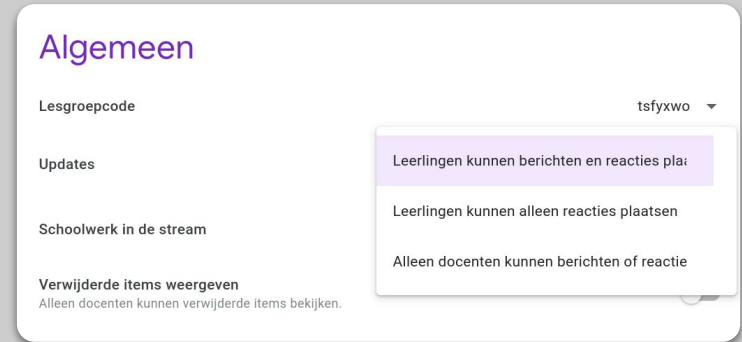 Algemeen
Lesgroepcode
tsfyxwo
Updates
Leerlingen kunnen berichten en reacties
Leerlingen kunnen alleen reacties plaatsen
Schoolwerk in de stream
Alleen docenten kunnen berichten of reactie
Verwijderde items weergeven
Alleen docenten kunnen verwijderde items bekijken.